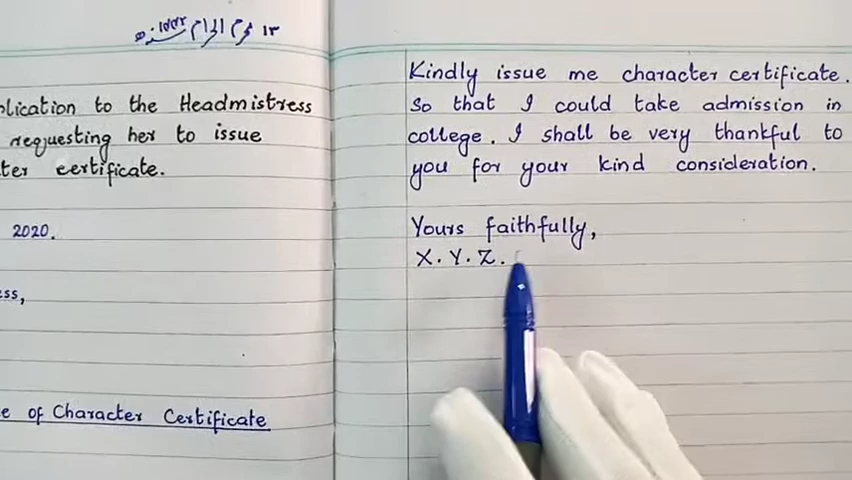 ١٣ محرم الحرام ١٤٤٢ھ
plication to the Headmistress
requesting her to issue
ter certificate.
2020.
ess,
e of Character Certificate
Kindly issue me character certificate.
So that I could take admission in
college. I shall be very thankful to
you for your kind consideration.
Yours faithfully,
X. Y. Z.